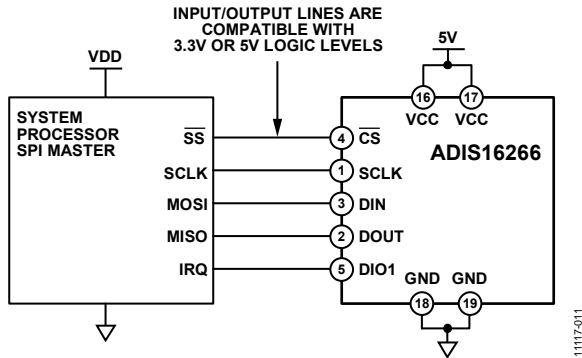 INPUT/OUTPUT LINES ARE
COMPATIBLE WITH
3.3V OR 5V LOGIC LEVELS
VDD
5V
SYSTEM
PROCESSOR
SPI MASTER
SS
SCLK
MOSI
MISO
IRQ
16
17
VCC
VCC
ADIS16266
4
CS
1
SCLK
3
DIN
2
DOUT
5
DIO1
GND
GND
18
19
11117-011